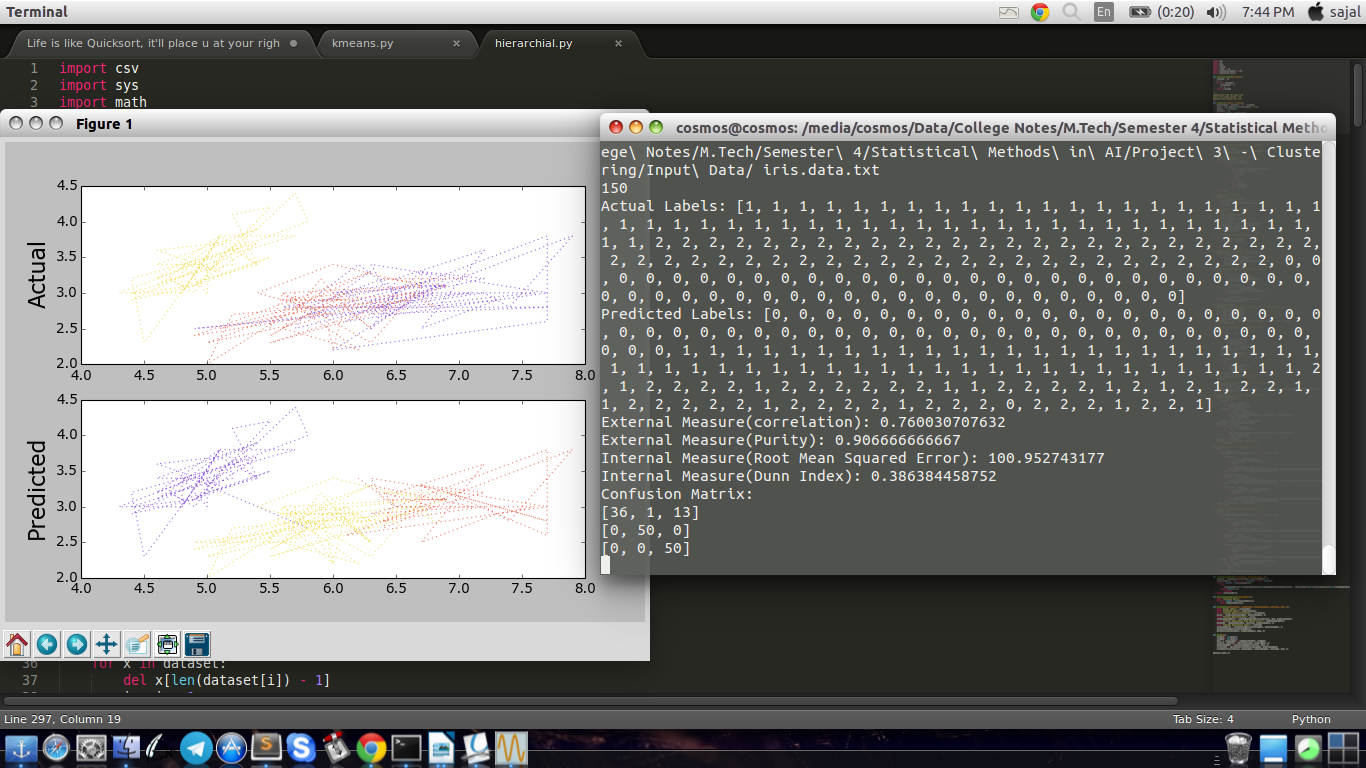 Terminal
En
(0:20)
7:44 PM
sajal
Life is like Quicksort, it'll place u at your righ
kmeans.py
hierarchial.py
1 import csv
2 import sys
3 import math
Figure 1
Actual
4.5
4.0
3.5
3.0
2.5
2.0
4.0 4.5 5.0 5.5 6.0 6.5 7.0 7.5 8.0
Predicted
4.5
4.0
3.5
3.0
2.5
2.0
4.0 4.5 5.0 5.5 6.0 6.5 7.0 7.5 8.0
cosmos@cosmos: /media/cosmos/Data/College Notes/M.Tech/Semester 4/Statistical Metho
ege\ Notes/M.Tech/Semester\ 4/Statistical\ Methods\ in\ AI/Project\ 3\ -\ Cluste
ring/Input\ Data/ iris.data.txt
150
Actual Labels: [1, 1, 1, 1, 1, 1, 1, 1, 1, 1, 1, 1, 1, 1, 1, 1, 1, 1, 1, 1, 1, 1
, 1, 1, 1, 1, 1, 1, 1, 1, 1, 1, 1, 1, 1, 1, 1, 1, 1, 1, 1, 1, 1, 1, 1, 1, 1, 1,
1, 1, 2, 2, 2, 2, 2, 2, 2, 2, 2, 2, 2, 2, 2, 2, 2, 2, 2, 2, 2, 2, 2, 2, 2, 2, 2,
2, 2, 2, 2, 2, 2, 2, 2, 2, 2, 2, 2, 2, 2, 2, 2, 2, 2, 2, 2, 2, 2, 2, 2, 2, 0, 0
, 0, 0, 0, 0, 0, 0, 0, 0, 0, 0, 0, 0, 0, 0, 0, 0, 0, 0, 0, 0, 0, 0, 0, 0, 0, 0,
0, 0, 0, 0, 0, 0, 0, 0, 0, 0, 0, 0, 0, 0, 0, 0, 0, 0, 0, 0, 0, 0]
Predicted Labels: [0, 0, 0, 0, 0, 0, 0, 0, 0, 0, 0, 0, 0, 0, 0, 0, 0, 0, 0, 0, 0
, 0, 0, 0, 0, 0, 0, 0, 0, 0, 0, 0, 0, 0, 0, 0, 0, 0, 0, 0, 0, 0, 0, 0, 0, 0, 0,
0, 0, 0, 1, 1, 1, 1, 1, 1, 1, 1, 1, 1, 1, 1, 1, 1, 1, 1, 1, 1, 1, 1, 1, 1, 1, 1,
1, 1, 1, 1, 1, 1, 1, 1, 1, 1, 1, 1, 1, 1, 1, 1, 1, 1, 1, 1, 1, 1, 1, 1, 1, 1, 2
, 1, 2, 2, 2, 2, 1, 2, 2, 2, 2, 2, 2, 1, 1, 2, 2, 2, 2, 1, 2, 1, 2, 1, 2, 2, 1,
1, 2, 2, 2, 2, 2, 1, 2, 2, 2, 2, 1, 2, 2, 2, 0, 2, 2, 2, 1, 2, 2, 1]
External Measure(correlation): 0.760030707632
External Measure(Purity): 0.906666666667
Internal Measure(Root Mean Squared Error): 100.952743177
Internal Measure(Dunn Index): 0.386384458752
Confusion Matrix:
[36, 1, 13]
[0, 50, 0]
[0, 0, 50]
36 for x in dataset:
37 del x[len(dataset[i]) - 1]
Line 297, Column 19
Tab Size: 4
Python